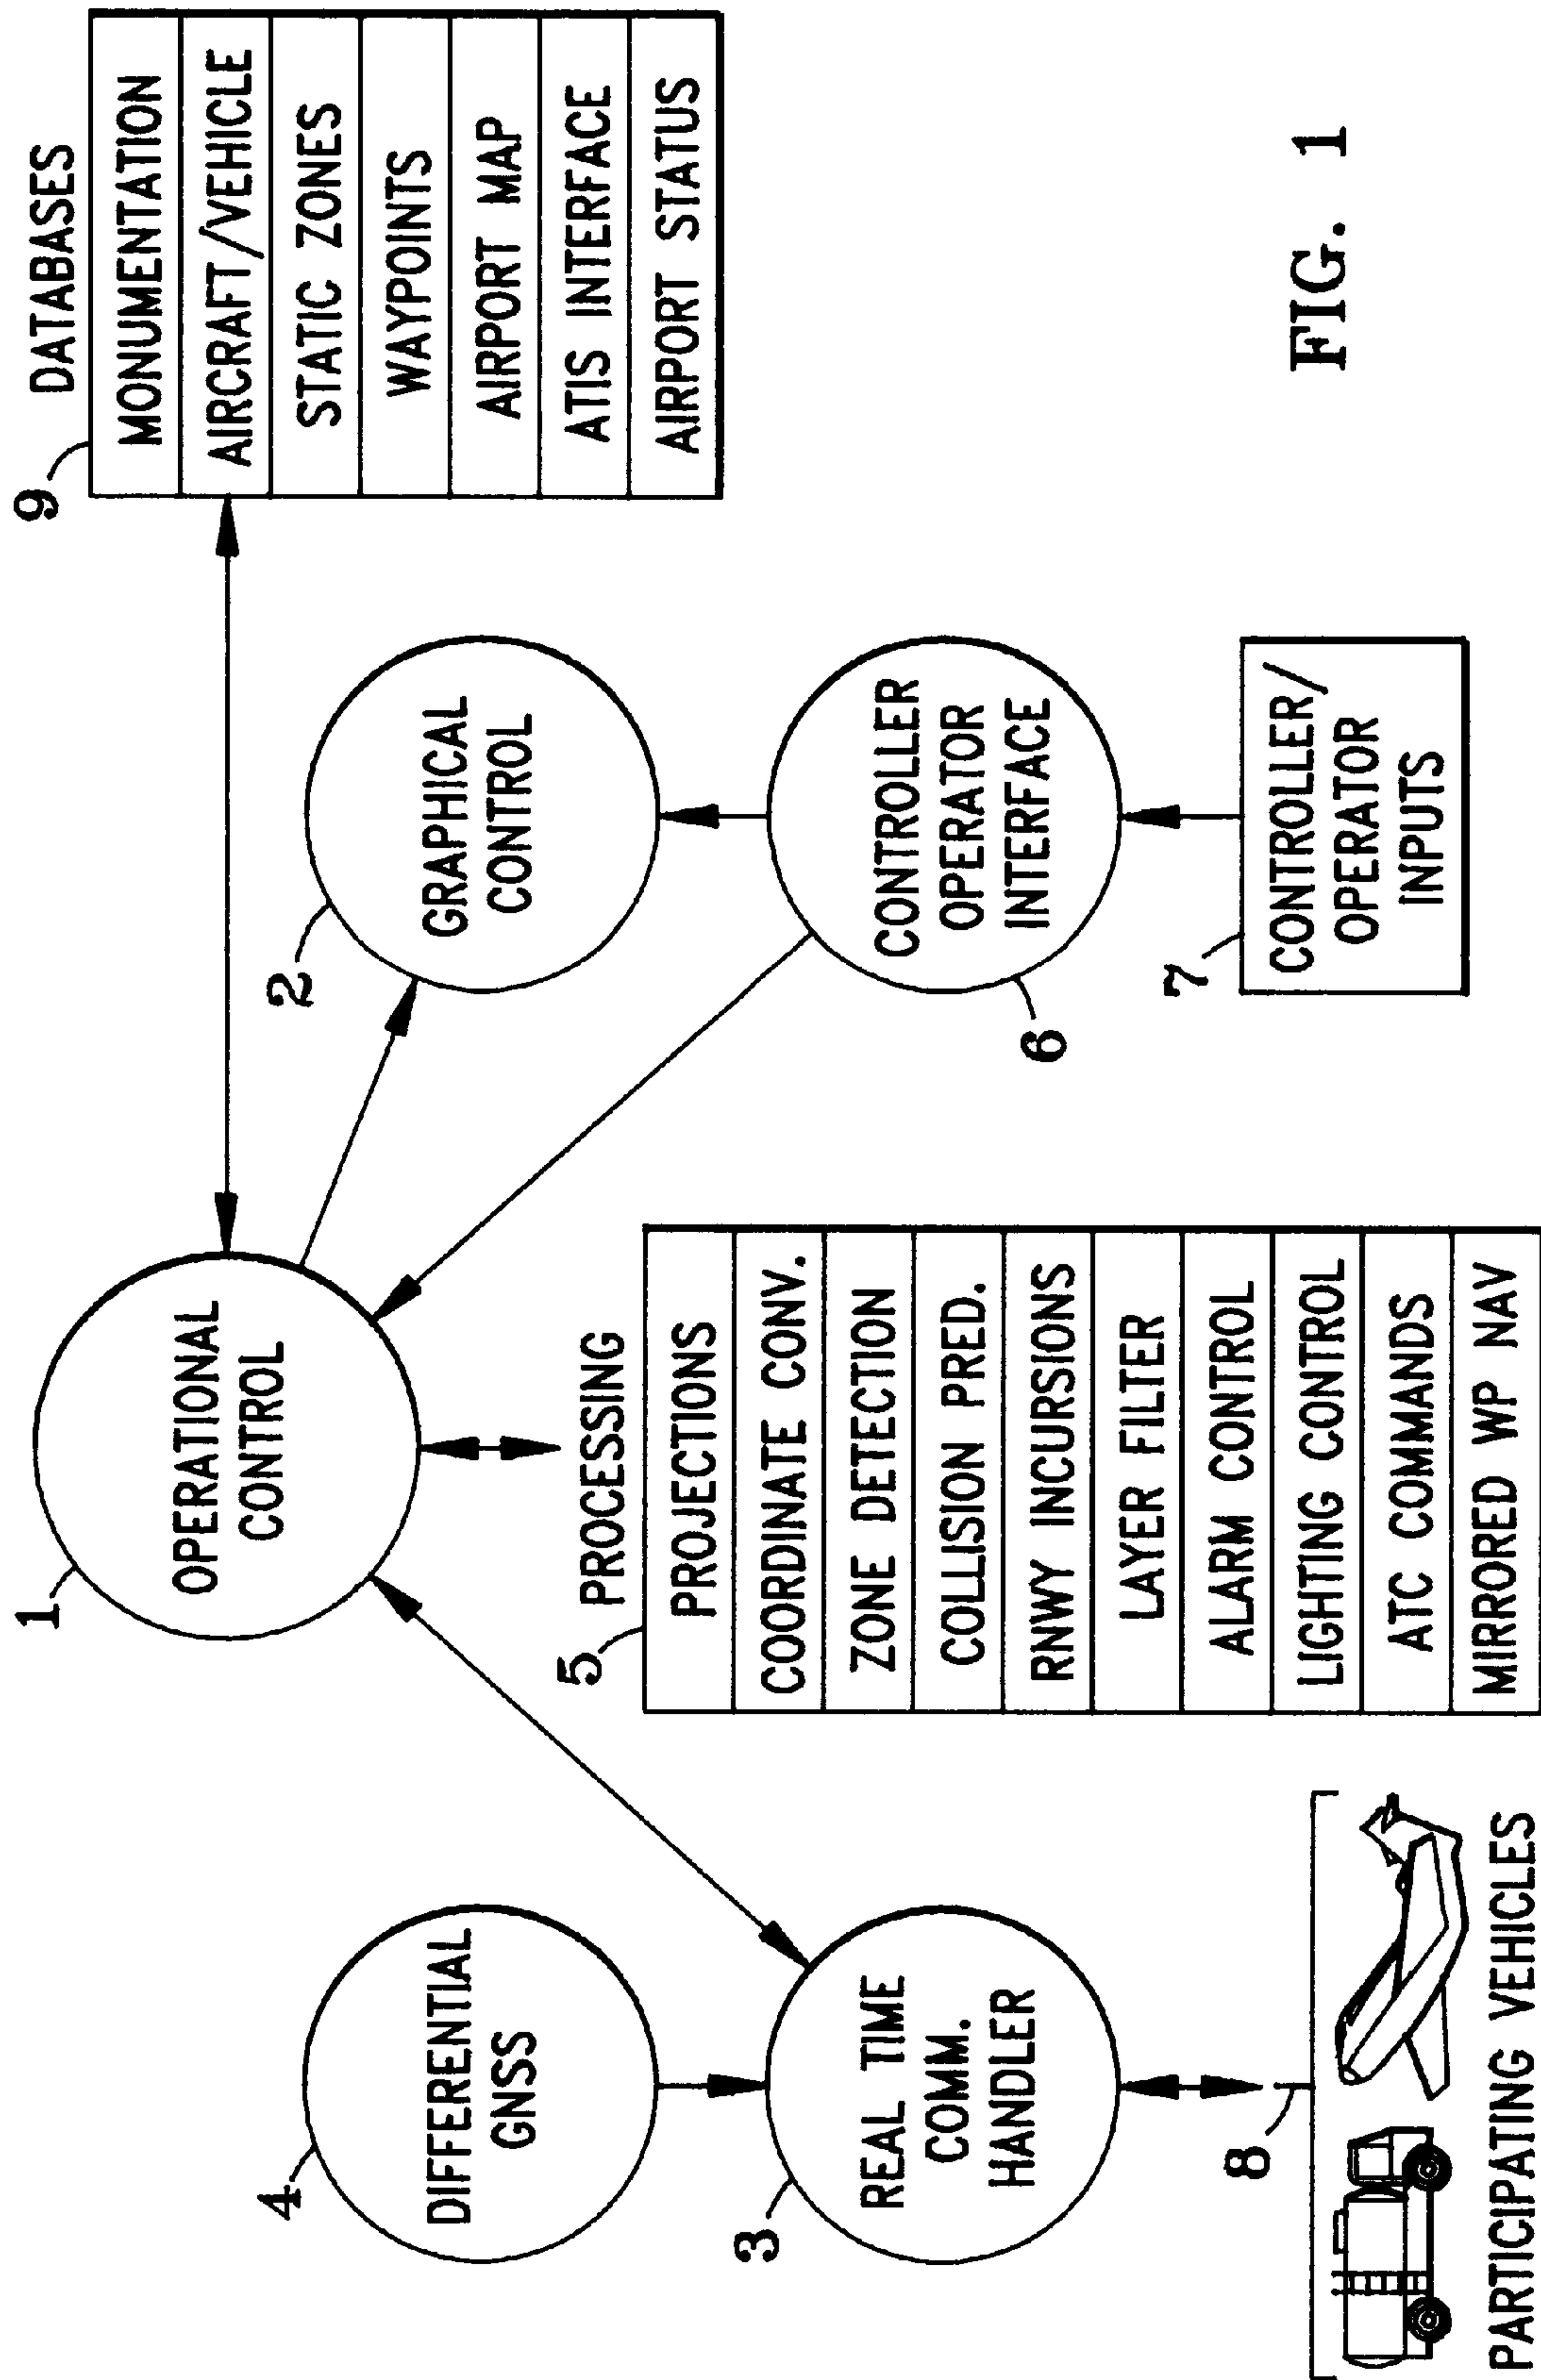 1
OPERATIONAL
CONTROL
9
DATABASES
MONUMENTATION
AIRCRAFT/VEHICLE
STATIC ZONES
WAYPOINTS
AIRPORT MAP
ATIS INTERFACE
AIRPORT STATUS
4
DIFFERENTIAL
GNSS
2
GRAPHICAL
CONTROL
5
PROCESSING
PROJECTIONS
COORDINATE CONV.
ZONE DETECTION
COLLISION PRED.
RNWY INCURSIONS
LAYER FILTER
ALARM CONTROL
LIGHTING CONTROL
ATC COMMANDS
MIRRORED WP NAV
3
REAL TIME
COMM.
HANDLER
6
CONTROLLER
OPERATOR
INTERFACE
8
PARTICIPATING VEHICLES
7
CONTROLLER/
OPERATOR
INPUTS
FIG. 1